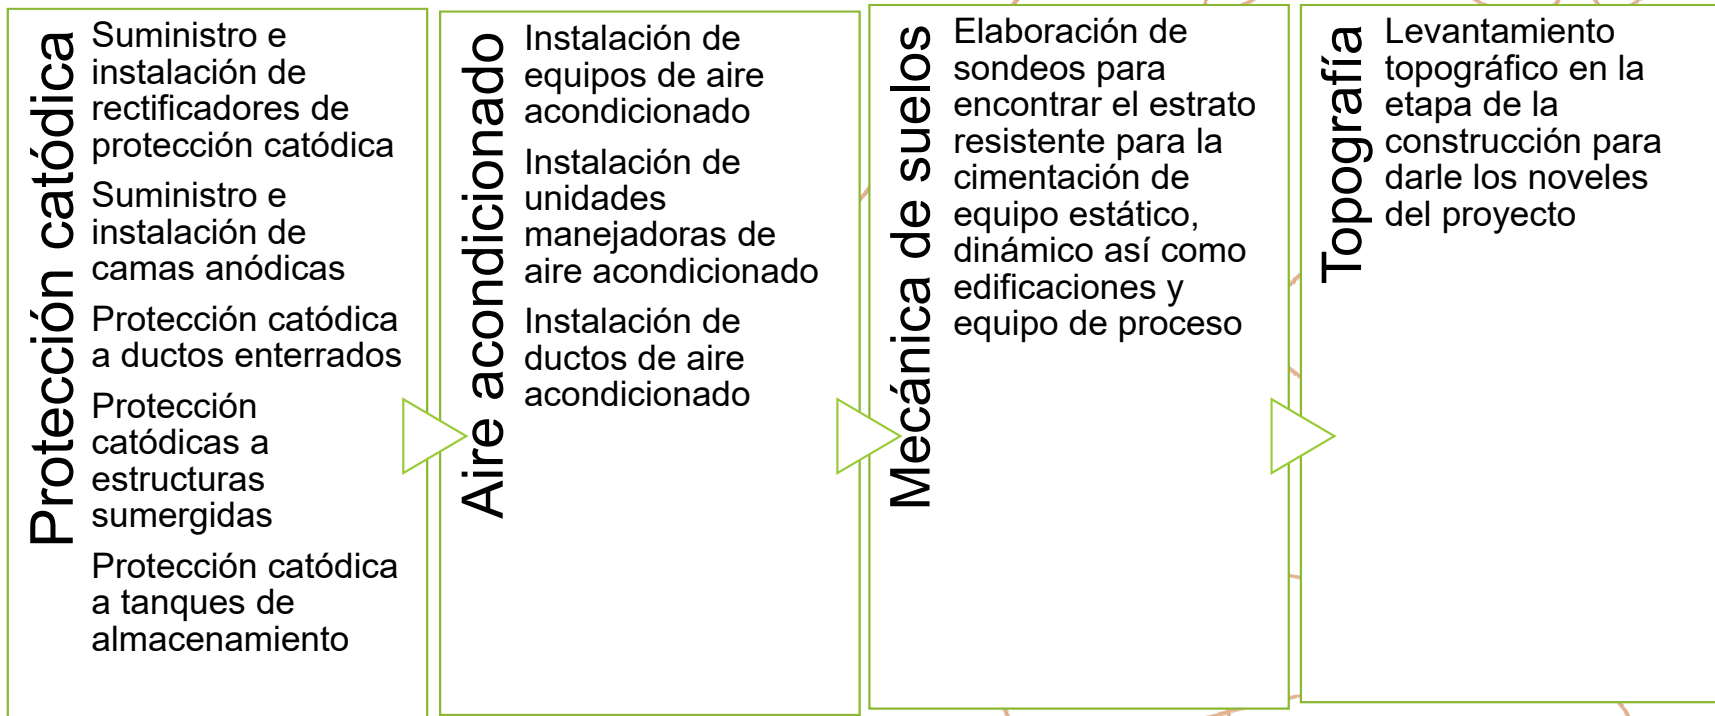 Protección catódica
Suministro e
instalación de
rectificadores de
protección catódica
Suministro e
instalación de
camas anódicas
Protección catódica
a ductos enterrados
Protección
catódicas a
estructuras
sumergidas
Protección catódica
a tanques de
almacenamiento
Aire acondicionado
Instalación de
equipos de aire
acondicionado
Instalación de
unidades
manejadoras de
aire acondicionado
Instalación de
ductos de aire
acondicionado
Mecánica de suelos
Elaboración de
sondeos para
encontrar el estrato
resistente para la
cimentación de
equipo estático,
dinámico así como
edificaciones y
equipo de proceso
Topografía
Levantamiento
topográfico en la
etapa de la
construcción para
darle los noveles
del proyecto